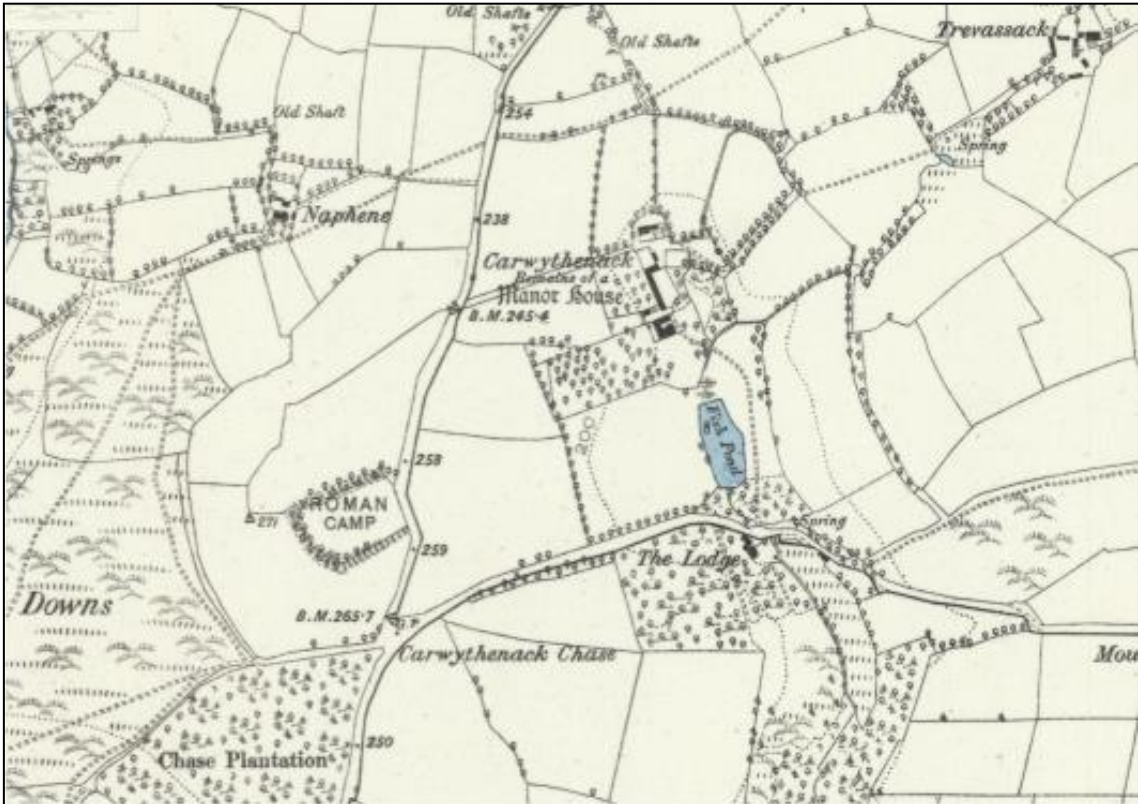 Old Shafts
Old Shafts
Trevassack
254
Old Shaft
Springs
Spring
Naphene
238
Carwythenack
Remains of a
Manor House
B.M.245·4
200
Fish Pond
258
ROMAN
CAMP
271
259
Spring
The Lodge
Downs
B.M.265·7
Carwythenack Chase
Mou
250
Chase Plantation